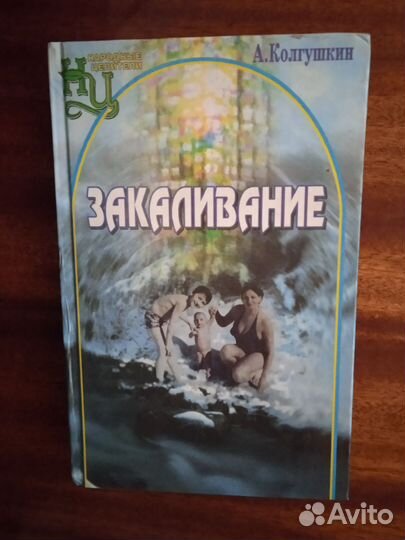 НАРОДНЫЕ
ЦЕЛИТЕЛИ
НЦ
А.Колгушкин
ЗАКАЛИВАНИЕ
Avito